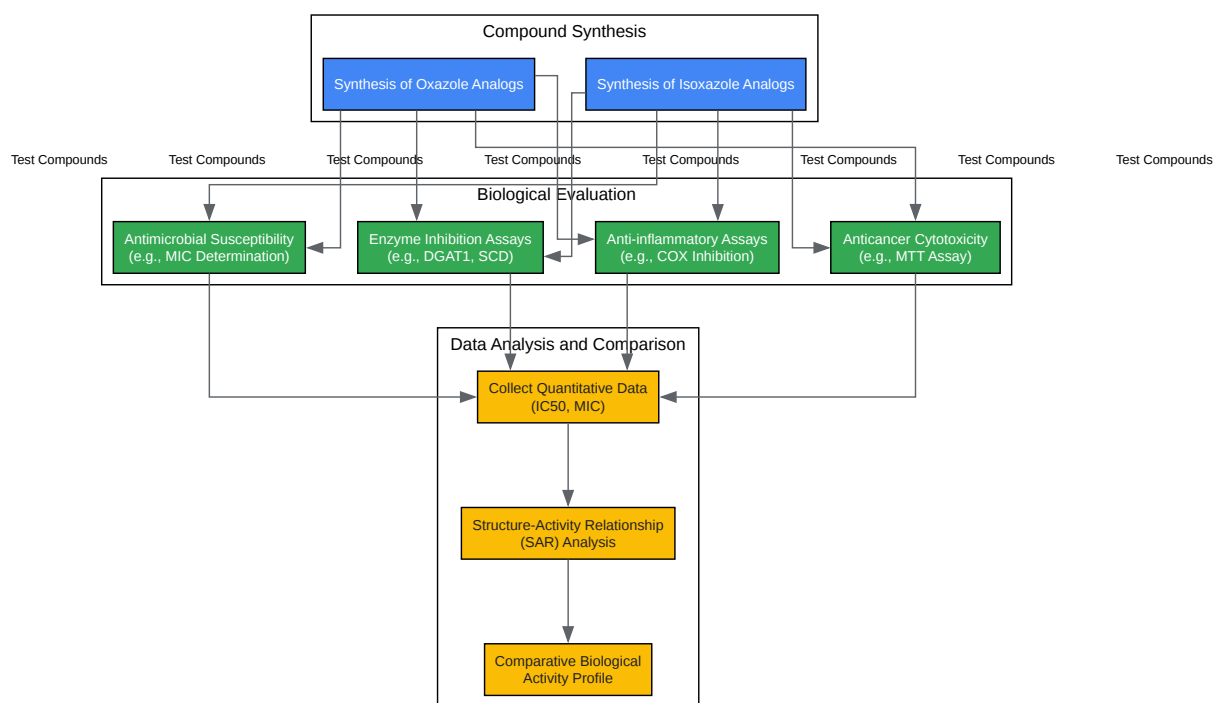 Compound Synthesis
Synthesis of Oxazole Analogs
Synthesis of Isoxazole Analogs
Test Compounds
Test Compounds
Test Compounds
Test Compounds
Test Compounds
Test Compounds
Test Compounds
Test Compounds
Biological Evaluation
Antimicrobial Susceptibility
(e.g., MIC Determination)
Enzyme Inhibition Assays
(e.g., DGAT1, SCD)
Anti-inflammatory Assays
(e.g., COX Inhibition)
Anticancer Cytotoxicity
(e.g., MTT Assay)
Data Analysis and Comparison
Collect Quantitative Data
(IC50, MIC)
Structure-Activity Relationship
(SAR) Analysis
Comparative Biological
Activity Profile